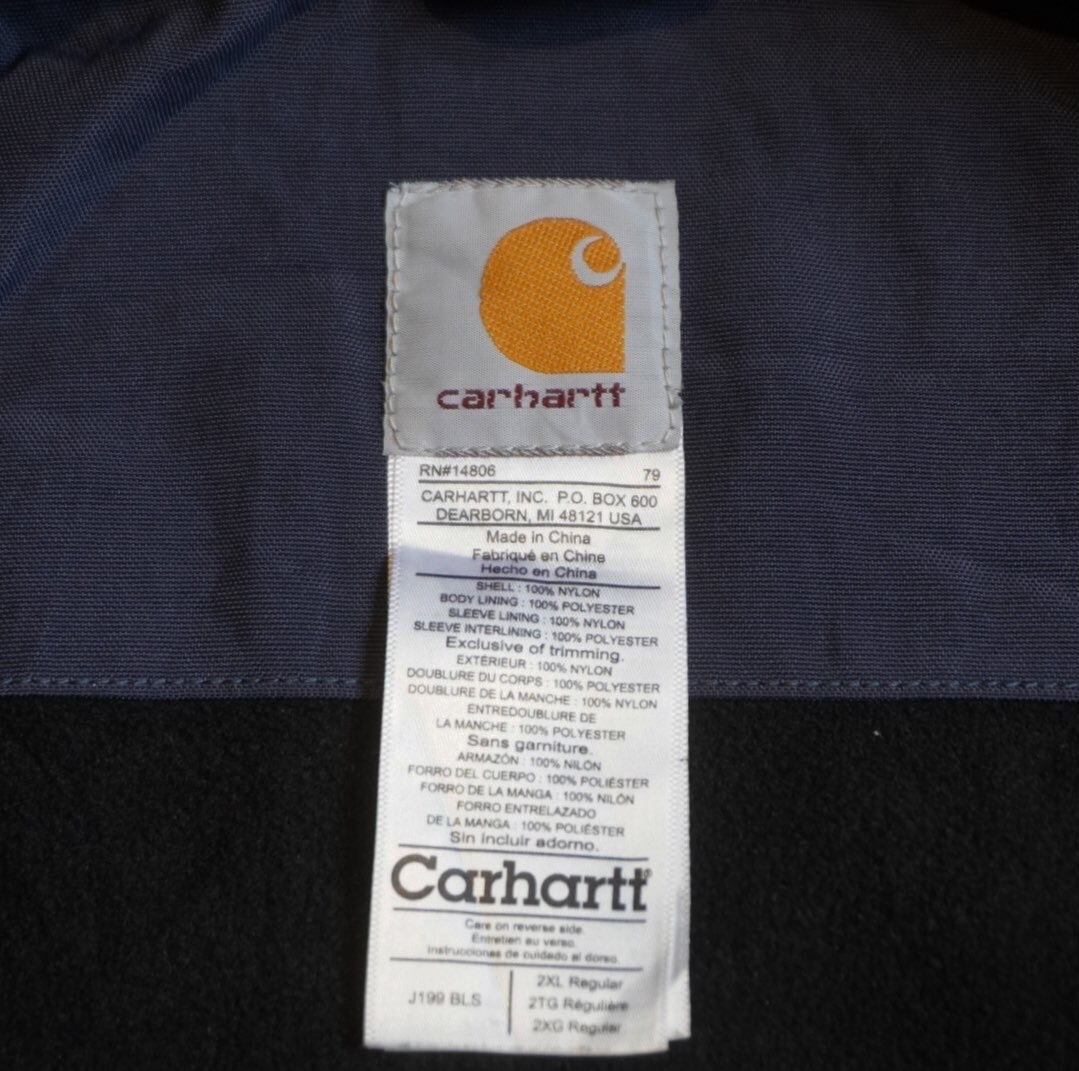 carhartt
RN#14806 79
CARHARTT, INC. P.O. BOX 600
DEARBORN, MI 48121 USA
Made in China
Fabriqué en Chine
Hecho en China
SHELL : 100% NYLON
BODY LINING : 100% POLYESTER
SLEEVE LINING : 100% NYLON
SLEEVE INTERLINING : 100% POLYESTER
Exclusive of trimming.
EXTÉRIEUR : 100% NYLON
DOUBLURE DU CORPS : 100% POLYESTER
DOUBLURE DE LA MANCHE : 100% NYLON
ENTREDOUBLURE DE
LA MANCHE : 100% POLYESTER
Sans garniture.
ARMAZÓN : 100% NILÓN
FORRO DEL CUERPO : 100% POLIÉSTER
FORRO DE LA MANGA : 100% NILÓN
FORRO ENTRELAZADO
DE LA MANGA : 100% POLIÉSTER
Sin incluir adorno.
Carhartt®
Care on reverse side.
Entretien au verso.
Instrucciones de cuidado al dorso.
J199 BLS
2XL Regular
2TG Régulière
2XG Regular